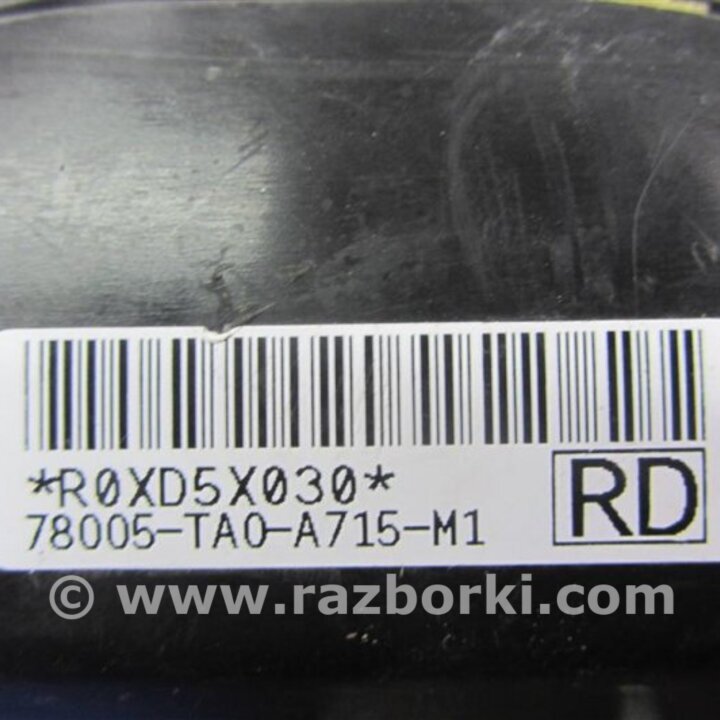 *R0XD5X030*
RD
78005-TA0-A715-M1
© www.razborki.com